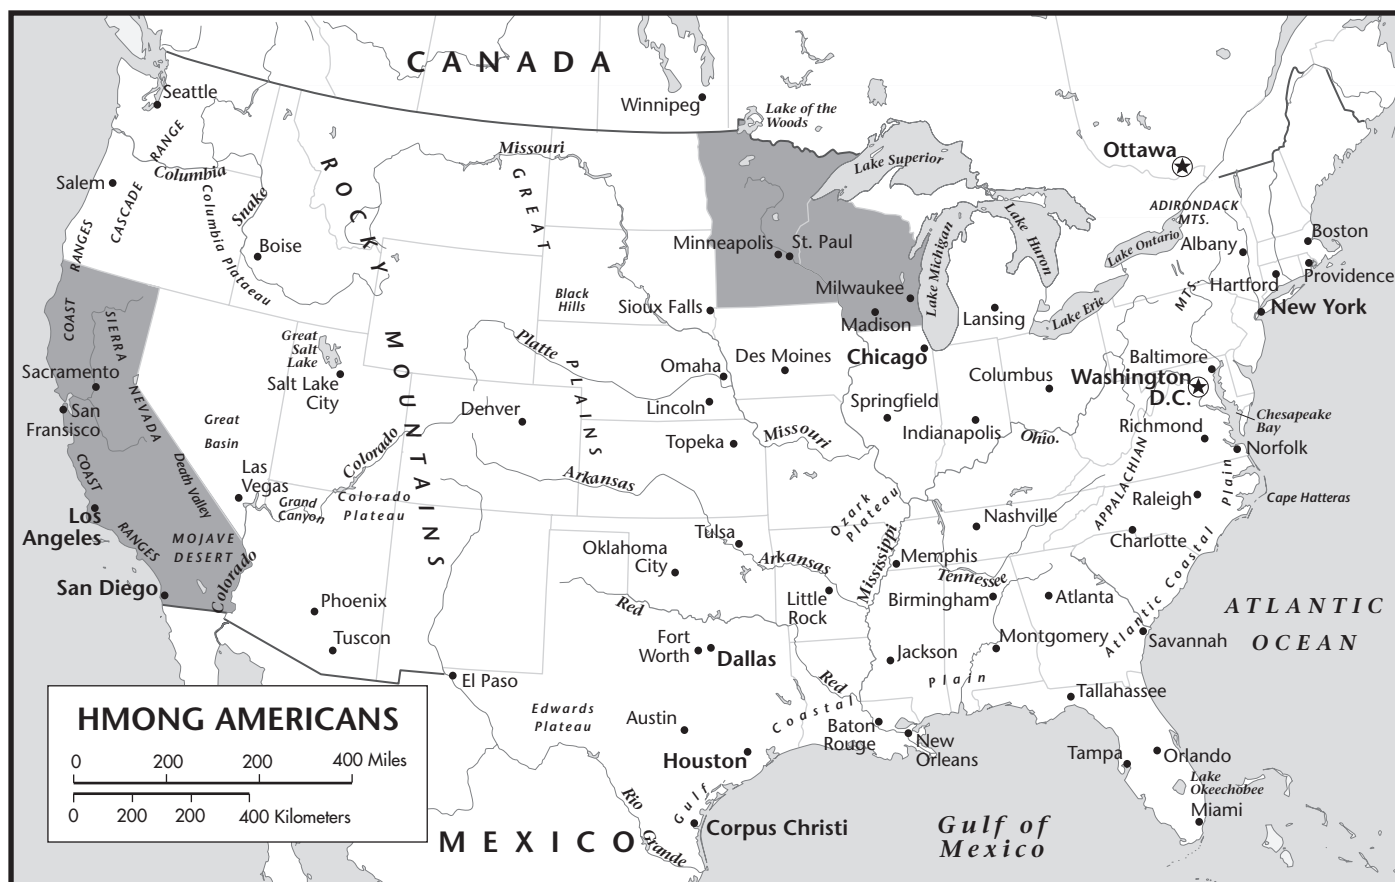 CANADA
Seattle
Winnipeg
Lake of the
Woods
RANGE
Missouri
Ottawa
Lake Superior
Columbia
Salem
CASCADE
RANGES
Columbia Plataeau
Snake
Boise
ROCKY
MOUNTAINS
GREAT
PLAINS
ADIRONDACK
MTS.
Lake Huron
Lake Michigan
Lake Ontario
Albany
Boston
Minneapolis
St. Paul
Providence
Hartford
MTS.
New York
Milwaukee
Lake Erie
Black
Hills
Sioux Falls
Madison
Lansing
COAST
SIERRA
NEVADA
Great
Salt
Lake
Salt Lake
City
Platte
Omaha
Des Moines
Chicago
Baltimore
Washington
D.C.
Columbus
Sacramento
San
Fransisco
Great
Basin
Denver
Lincoln
Springfield
Indianapolis
Ohio.
Richmond
Chesapeake
Bay
Norfolk
Topeka
Missouri
Colorado
COAST
RANGES
Death Valley
Las
Vegas
Grand
Canyon
Colorado
Plateau
Arkansas
Ozark
Plateau
APPALACHIAN
Raleigh
Plain
Cape Hatteras
Los
Angeles
MOJAVE
DESERT
Colorado
San Diego
Tulsa
Oklahoma
City
Arkansas
Mississippi
Nashville
Memphis
Charlotte
Tennessee
Little
Rock
Birmingham
Atlanta
Atlantic Coastal
ATLANTIC
OCEAN
Phoenix
Tuscon
Red
Fort
Worth
Dallas
Jackson
Montgomery
Savannah
El Paso
Edwards
Plateau
Red
Plain
Coastal
Gulf
Tallahassee
Austin
Houston
Baton
Rouge
New
Orleans
Tampa
Orlando
Lake
Okeechobee
Miami
Rio
Grande
Corpus Christi
Gulf of
Mexico
MEXICO
HMONG AMERICANS
0 200 200 400 Miles
0 200 200 400 Kilometers